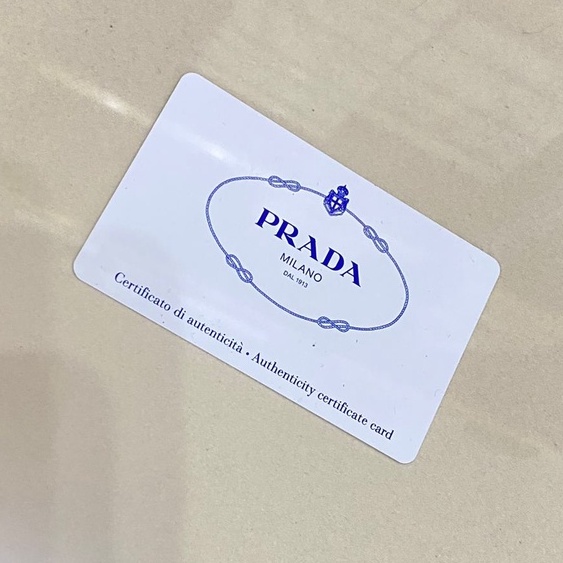 PRADA
MILANO
DAL 1913
Certificato di autenticità • Authenticity certificate card